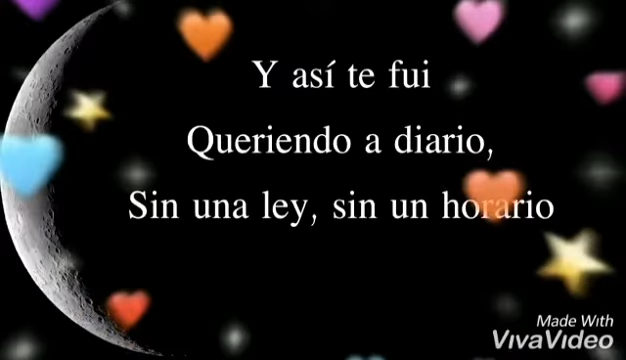 Y así te fui
Queriendo a diario,
Sin una ley, sin un horario
Made With
VivaVideo